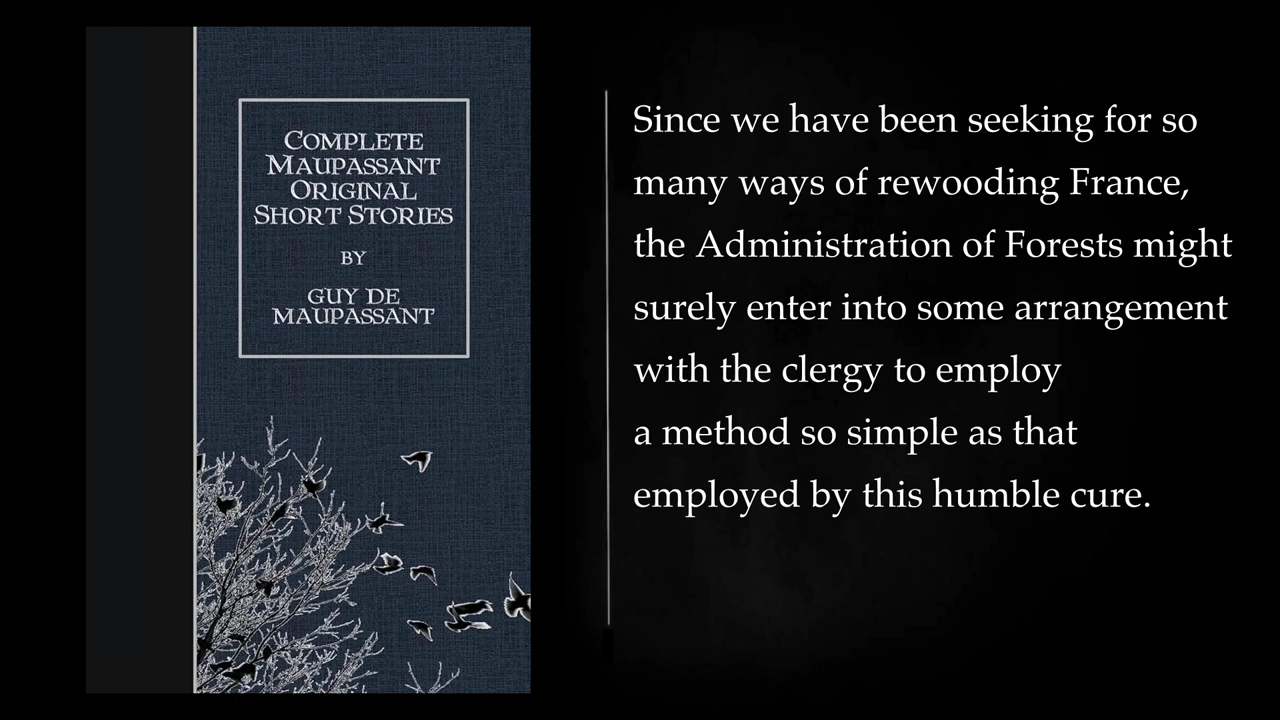 COMPLETE
MAUPASSANT
ORIGINAL
SHORT STORIES
BY
GUY DE
MAUPASSANT
Since we have been seeking for so
many ways of rewooding France,
the Administration of Forests might
surely enter into some arrangement
with the clergy to employ
a method so simple as that
employed by this humble cure.